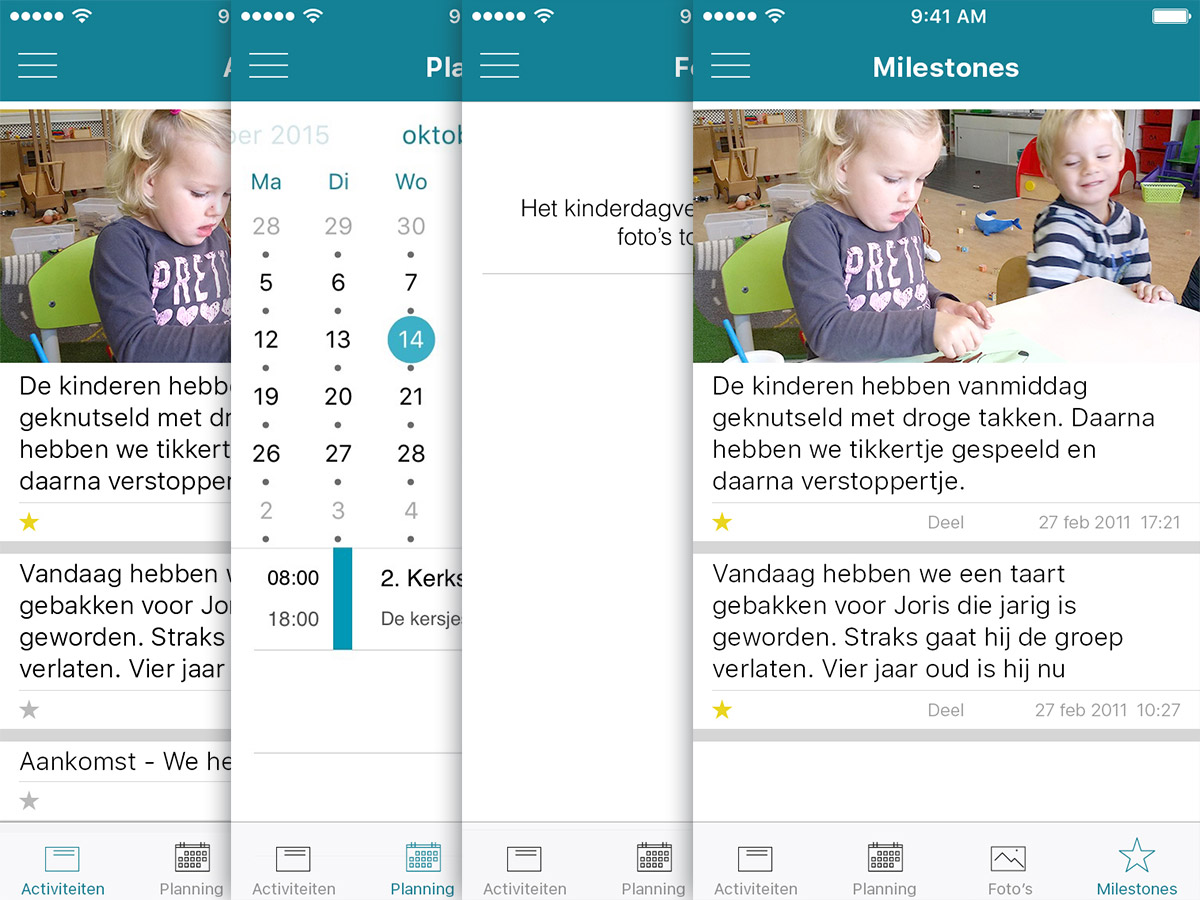 9
A
De kinderen hebb
geknutseld met dr
hebben we tikkert
daarna verstopper
Vandaag hebben w
gebakken voor Jor
geworden. Straks
verlaten. Vier jaar
Aankomst - We he
Activiteiten
Planning
9
Pla
ber 2015 oktob
Ma Di Wo
28 29 30
5 6 7
12 13 14
19 20 21
26 27 28
2 3 4
08:00 2. Kerks
18:00 De kersje
Activiteiten
Planning
9
Fo
Het kinderdagve
foto's to
Activiteiten
Planning
9:41 AM
Milestones
PRETTY
De kinderen hebben vanmiddag
geknutseld met droge takken. Daarna
hebben we tikkertje gespeeld en
daarna verstoppertje.
Deel 27 feb 2011 17:21
Vandaag hebben we een taart
gebakken voor Joris die jarig is
geworden. Straks gaat hij de groep
verlaten. Vier jaar oud is hij nu
Deel 27 feb 2011 10:27
Activiteiten
Planning
Foto's
Milestones